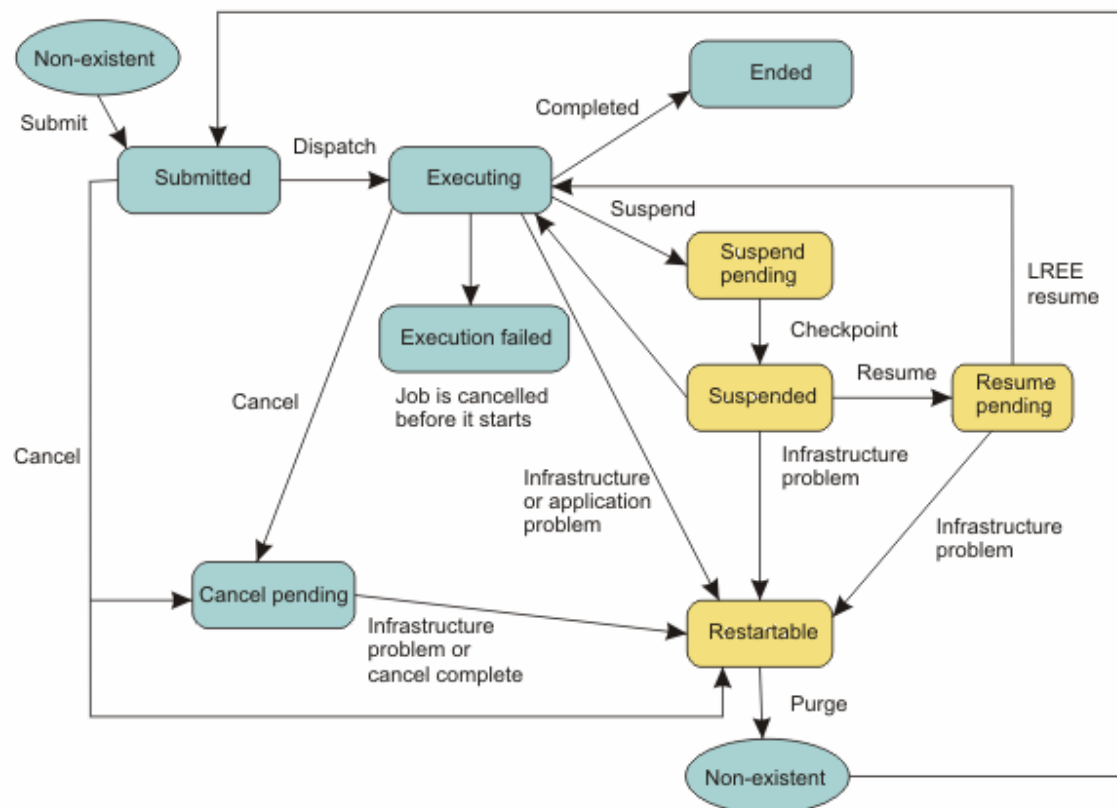 Non-existent
Ended
Completed
Submit
Dispatch
Submitted
Executing
Suspend
Suspend
pending
LREE
resume
Execution failed
Checkpoint
Job is cancelled
before it starts
Suspended
Resume
Resume
pending
Cancel
Cancel
Infrastructure
or application
problem
Infrastructure
problem
Infrastructure
problem
Cancel pending
Infrastructure
problem or
cancel complete
Restartable
Purge
Non-existent